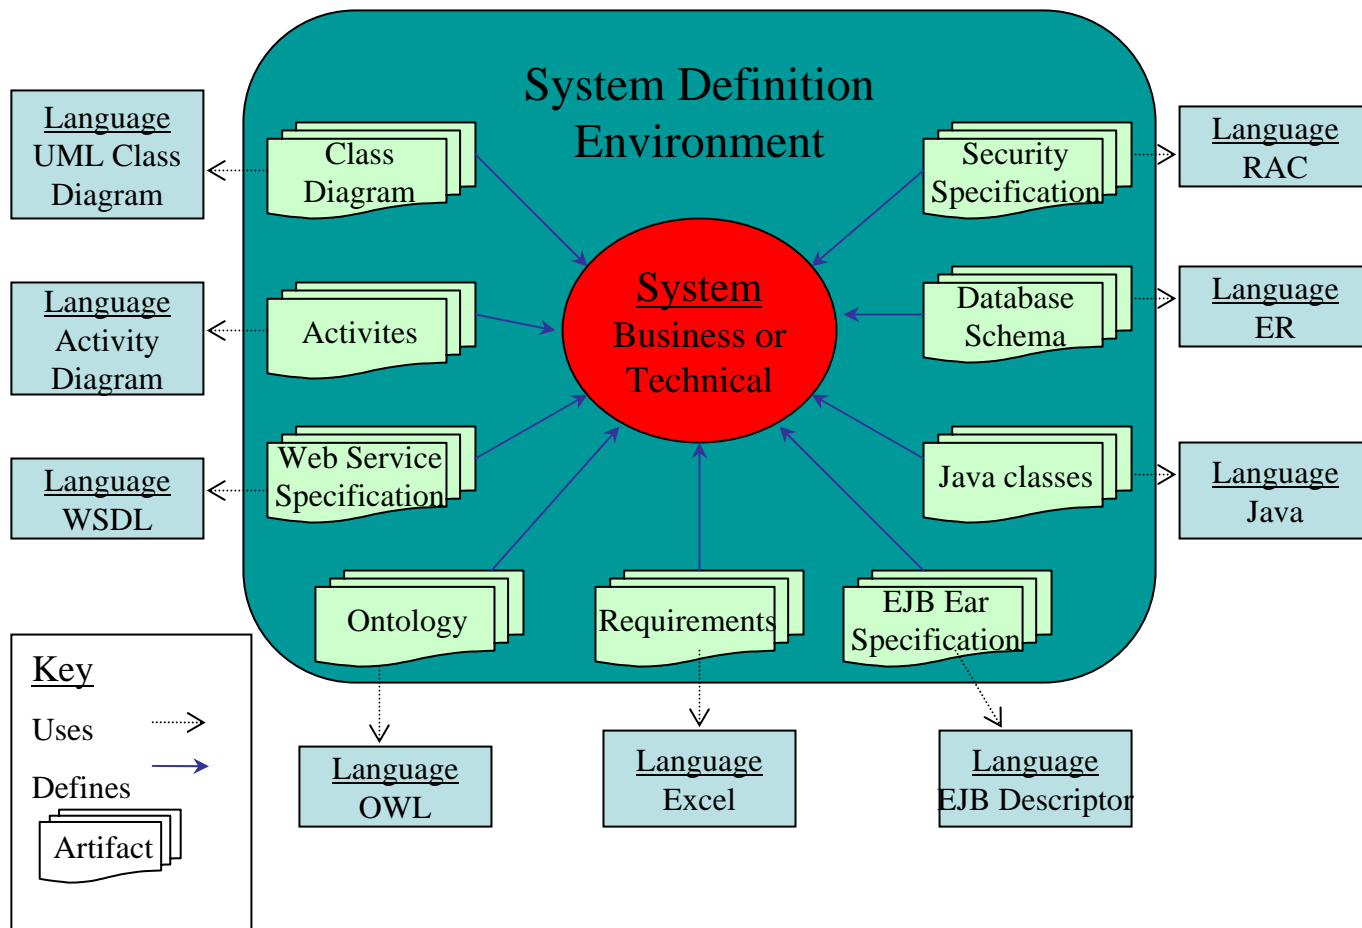 System Definition
Environment
Language
UML Class
Diagram
Class
Diagram
Security
Specification
Language
RAC
Language
Activity
Diagram
Activites
System
Business or
Technical
Database
Schema
Language
ER
Language
WSDL
Web Service
Specification
Java classes
Language
Java
Ontology
Requirements
EJB Ear
Specification
Key
Uses
Defines
Artifact
Language
OWL
Language
Excel
Language
EJB Descriptor